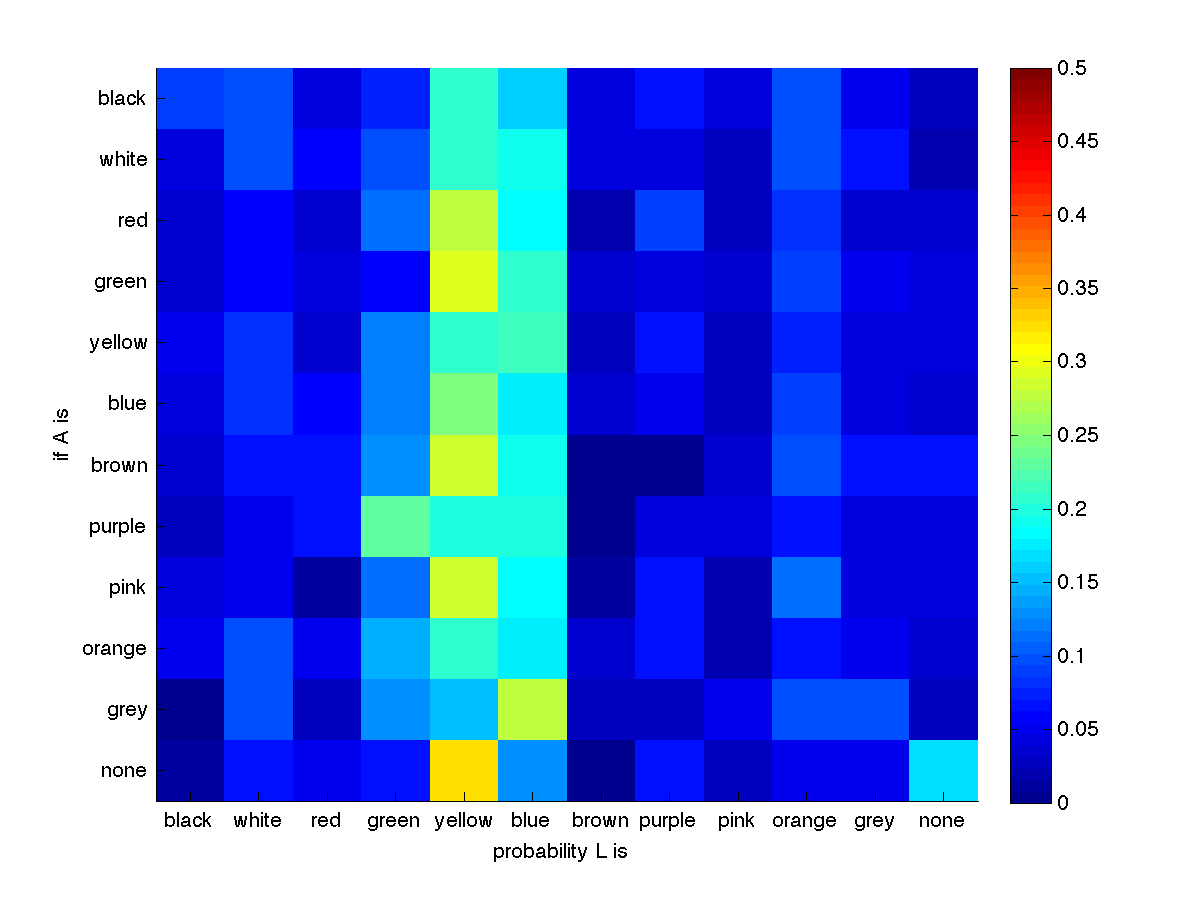 black
white
red
green
yellow
blue
brown
purple
pink
orange
grey
none
if A is
black white red green yellow blue brown purple pink orange grey none
probability L is
0.5
0.45
0.4
0.35
0.3
0.25
0.2
0.15
0.1
0.05
0